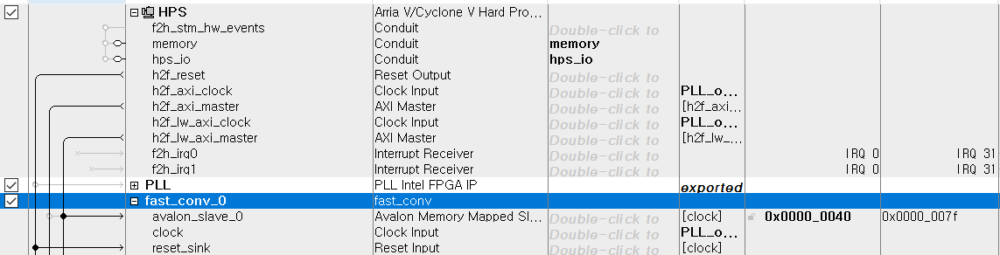 HPS Arria V/Cyclone V Hard Pro...
f2h_stm_hw_events Conduit Double-click to
memory Conduit memory
hps_io Conduit hps_io
h2f_reset Reset Output Double-click to
h2f_axi_clock Clock Input Double-click to PLL_o...
h2f_axi_master AXI Master Double-click to [h2f_axi...
h2f_lw_axi_clock Clock Input Double-click to PLL_o...
h2f_lw_axi_master AXI Master Double-click to [h2f_lw_...
f2h_irq0 Interrupt Receiver Double-click to IRQ 0 IRQ 31
f2h_irq1 Interrupt Receiver Double-click to IRQ 0 IRQ 31
PLL PLL Intel FPGA IP exported
fast_conv_0 fast_conv
avalon_slave_0 Avalon Memory Mapped Sl... Double-click to [clock] 0x0000_0040 0x0000_007f
clock Clock Input Double-click to PLL_o...
reset_sink Reset Input Double-click to [clock]